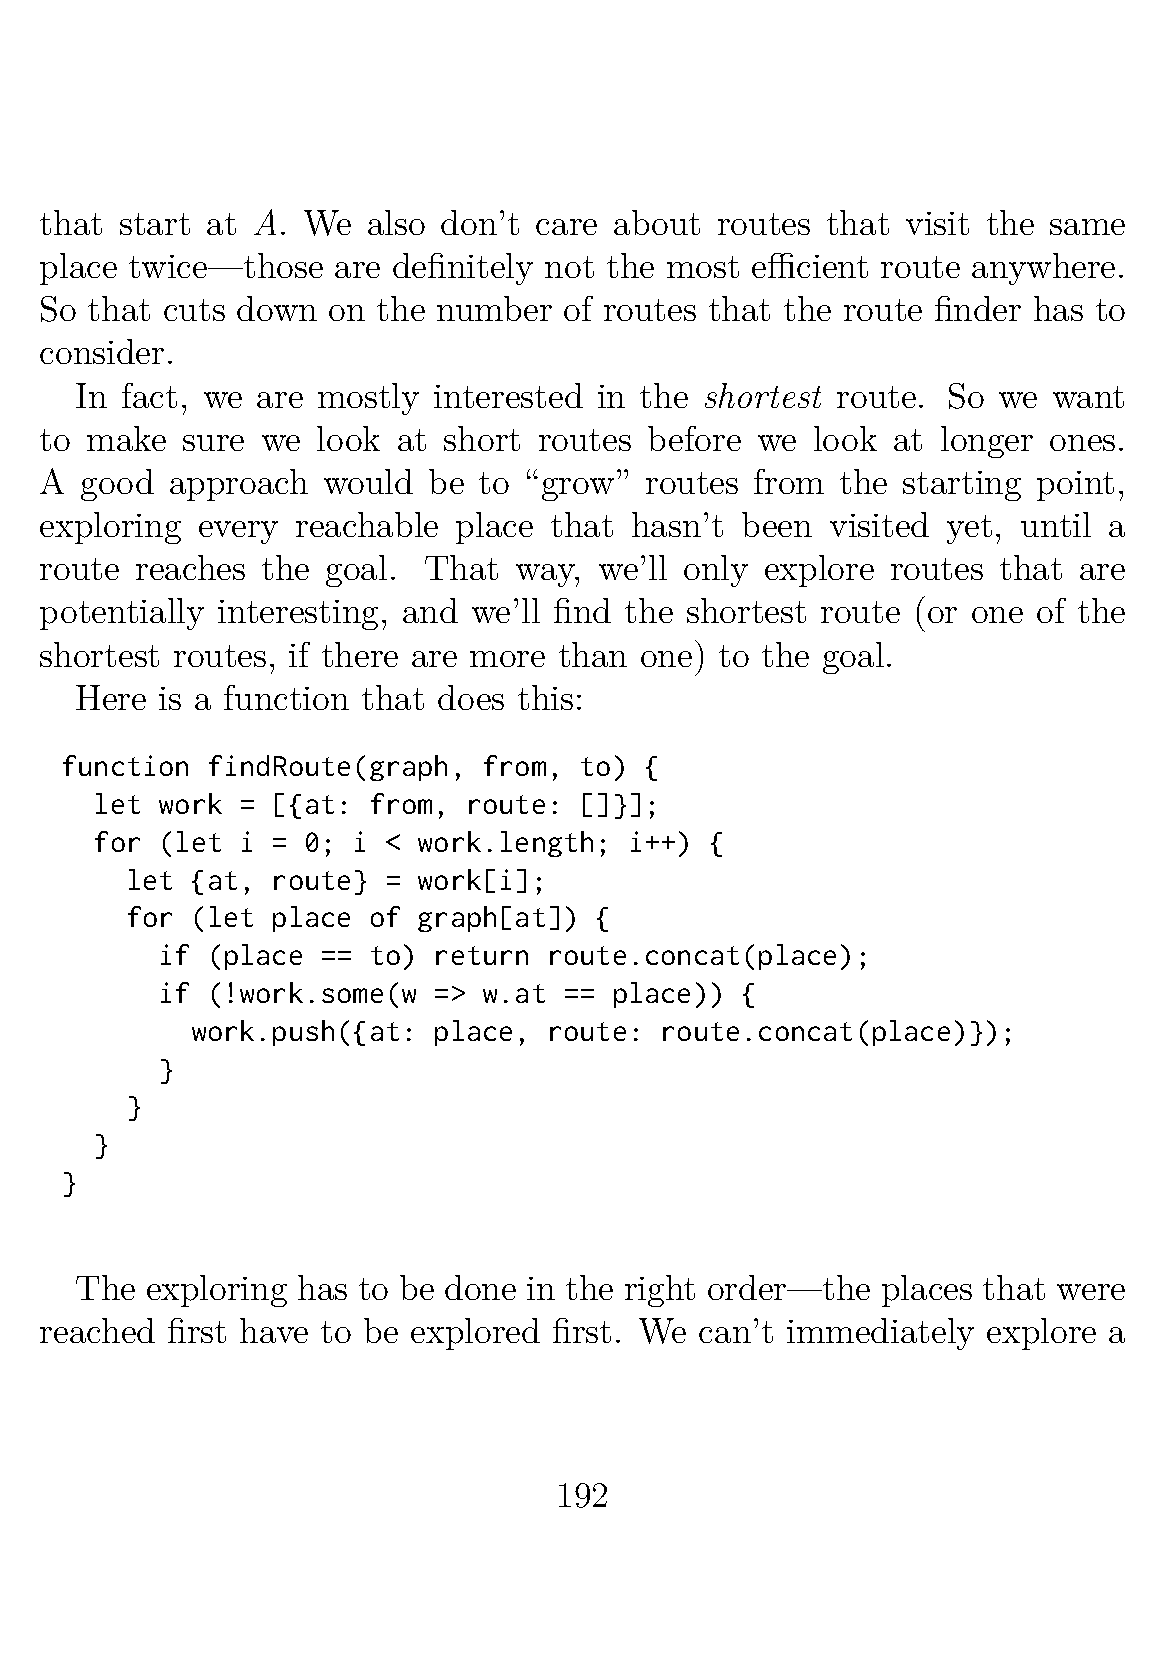 that start at A. We also don’t care about routes that visit the same
place twice—those are definitely not the most efficient route anywhere.
So that cuts down on the number of routes that the route finder has to
consider.
In fact, we are mostly interested in the shortest route. So we want
to make sure we look at short routes before we look at longer ones.
A good approach would be to “grow” routes from the starting point,
exploring every reachable place that hasn’t been visited yet, until a
route reaches the goal. That way, we’ll only explore routes that are
potentially interesting, and we’ll find the shortest route (or one of the
shortest routes, if there are more than one) to the goal.
Here is a function that does this:
function findRoute(graph, from, to) {
  let work = [{at: from, route: []}];
  for (let i = 0; i < work.length; i++) {
    let {at, route} = work[i];
    for (let place of graph[at]) {
      if (place == to) return route.concat(place);
      if (!work.some(w => w.at == place)) {
        work.push({at: place, route: route.concat(place)});
      }
    }
  }
}
The exploring has to be done in the right order—the places that were
reached first have to be explored first. We can’t immediately explore a
192